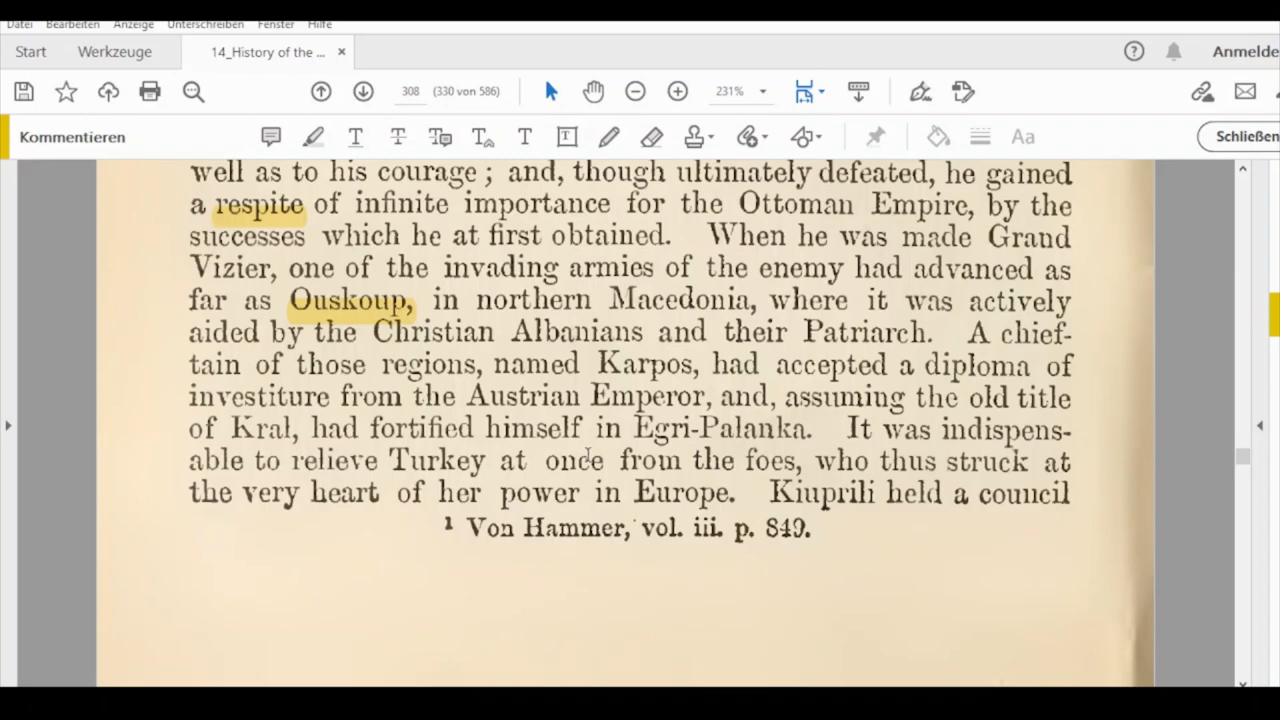 Datei Bearbeiten Anzeige Unterschreiben Fenster Hilfe
Start Werkzeuge 14_History of the ... × Anmelde
308 (330 von 586) 231%
Kommentieren Schließen
well as to his courage ; and, though ultimately defeated, he gained
a respite of infinite importance for the Ottoman Empire, by the
successes which he at first obtained. When he was made Grand
Vizier, one of the invading armies of the enemy had advanced as
far as Ouskoup, in northern Macedonia, where it was actively
aided by the Christian Albanians and their Patriarch. A chief-
tain of those regions, named Karpos, had accepted a diploma of
investiture from the Austrian Emperor, and, assuming the old title
of Kral, had fortified himself in Egri-Palanka. It was indispens-
able to relieve Turkey at once from the foes, who thus struck at
the very heart of her power in Europe. Kiuprili held a council
1 Von Hammer, vol. iii. p. 849.